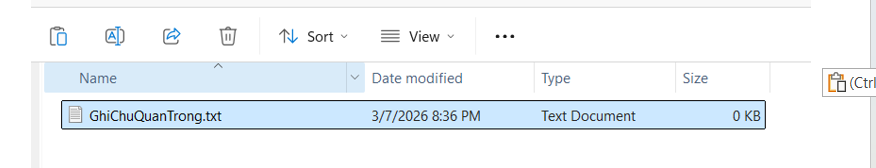 Sort View ...
Name Date modified Type Size
(Ctrl
GhiChuQuanTrong.txt 3/7/2026 8:36 PM Text Document 0 KB